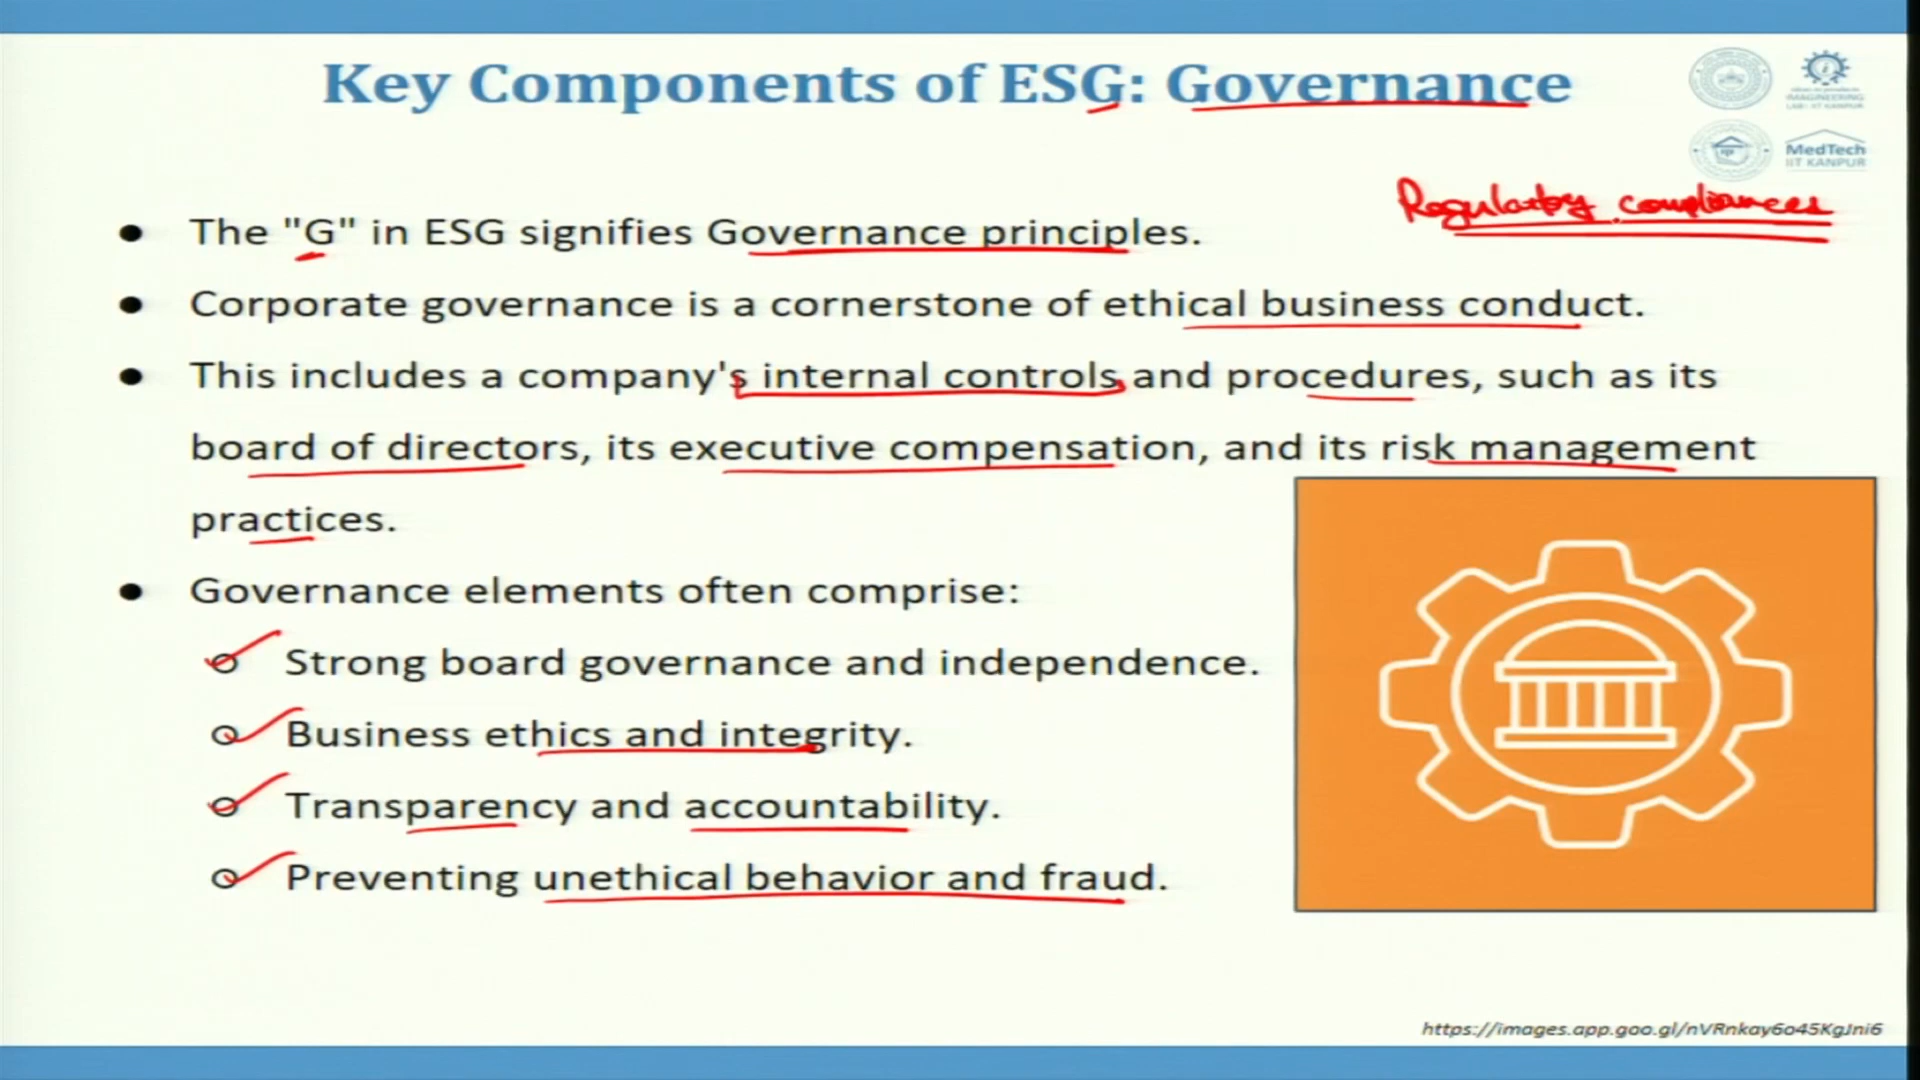 Key Components of ESG: Governance
MedTech
IIT KANPUR
Regulatory compliances
● The "G" in ESG signifies Governance principles.
● Corporate governance is a cornerstone of ethical business conduct.
● This includes a company's internal controls and procedures, such as its
board of directors, its executive compensation, and its risk management
practices.
● Governance elements often comprise:
○ Strong board governance and independence.
○ Business ethics and integrity.
○ Transparency and accountability.
○ Preventing unethical behavior and fraud.
https://images.app.goo.gl/nVRnkay6o45KgJni6